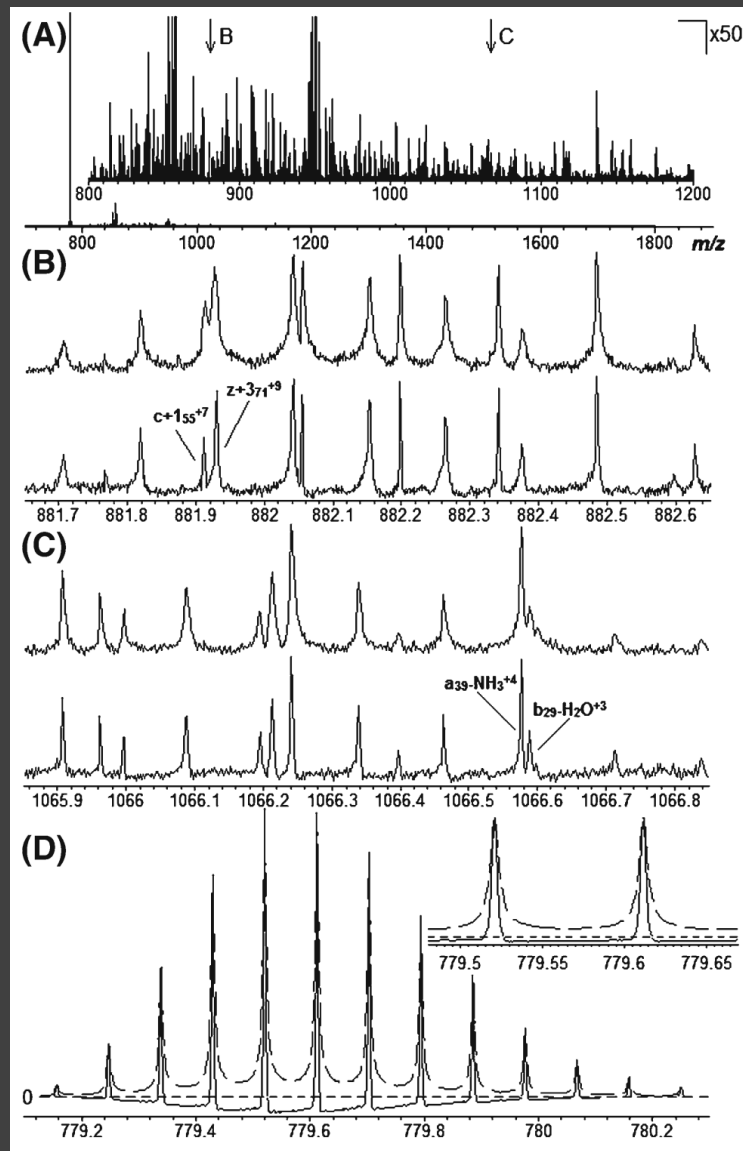 (A)
B
C
x50
800 900 1000 1100 1200
800 1000 1200 1400 1600 1800 m/z
(B)
z+3₇₁⁺⁹
c+1₅₅⁺⁷
881.7 881.8 881.9 882 882.1 882.2 882.3 882.4 882.5 882.6
(C)
a₃₉-NH₃⁺⁴
b₂₉-H₂O⁺³
1065.9 1066 1066.1 1066.2 1066.3 1066.4 1066.5 1066.6 1066.7 1066.8
(D)
779.5 779.55 779.6 779.65
0
779.2 779.4 779.6 779.8 780 780.2